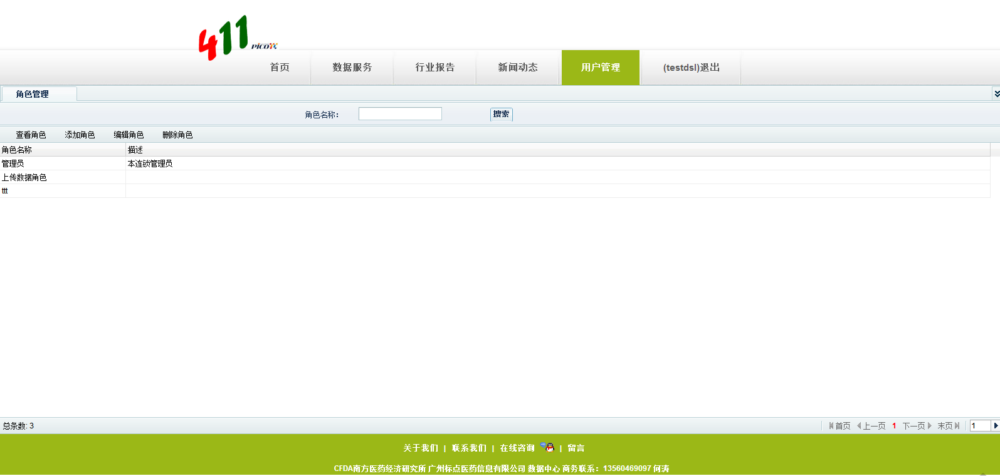 411 PICO
首页 数据服务 行业报告 新闻动态 用户管理 (testdsl)退出
角色管理
角色名称: 搜索
查看角色 添加角色 编辑角色 删除角色
角色名称 描述
管理员 本连锁管理员
上传数据角色
ttt
总条数: 3 首页 上一页 1 下一页 末页 1
关于我们 | 联系我们 | 在线咨询 | 留言
CFDA南方医药经济研究所 广州标点医药信息有限公司 数据中心 商务联系：13560469097 何涛